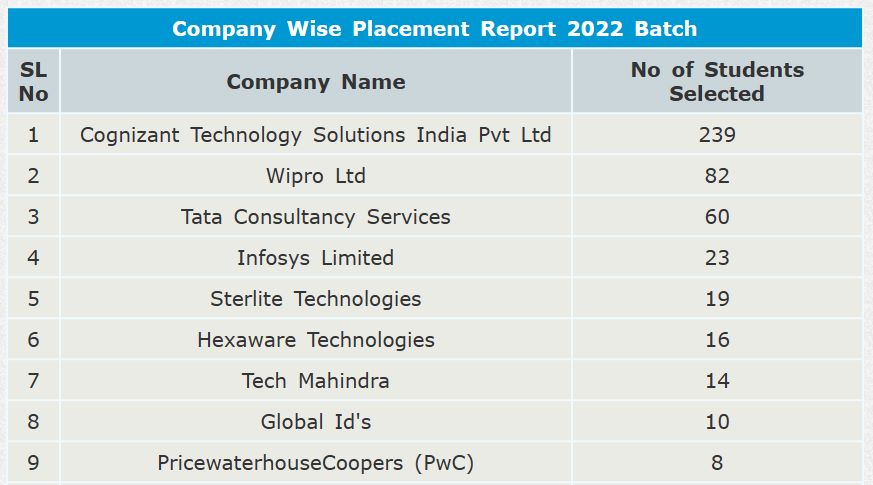 Company Wise Placement Report 2022 Batch
SL No Company Name No of Students Selected
1 Cognizant Technology Solutions India Pvt Ltd 239
2 Wipro Ltd 82
3 Tata Consultancy Services 60
4 Infosys Limited 23
5 Sterlite Technologies 19
6 Hexaware Technologies 16
7 Tech Mahindra 14
8 Global Id's 10
9 PricewaterhouseCoopers (PwC) 8